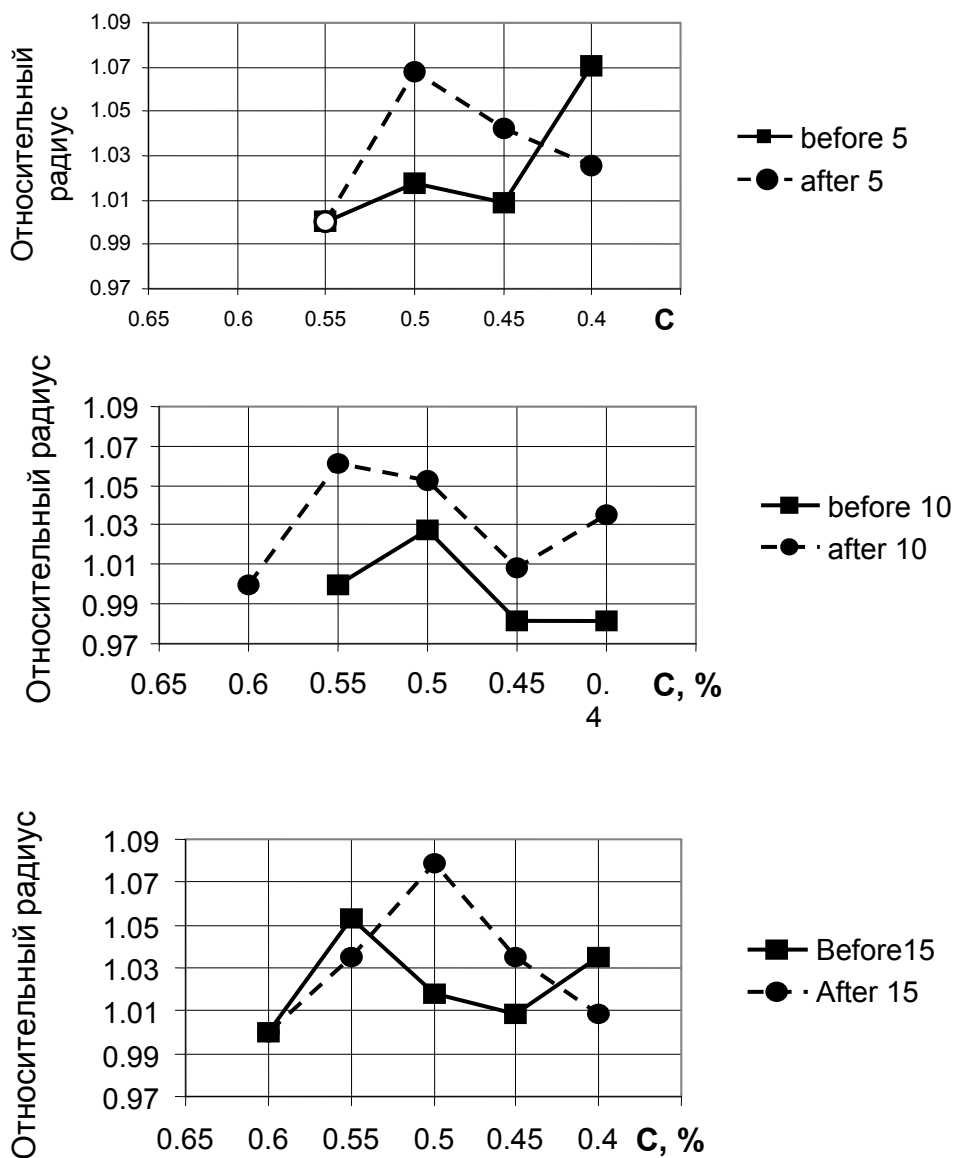 Относительный
радиус
1.09
1.07
1.05
1.03
1.01
0.99
0.97
0.65 0.6 0.55 0.5 0.45 0.4 C
before 5
after 5
Относительный радиус
1.09
1.07
1.05
1.03
1.01
0.99
0.97
0.65 0.6 0.55 0.5 0.45 0. C, %
4
before 10
after 10
Относительный радиус
1.09
1.07
1.05
1.03
1.01
0.99
0.97
0.65 0.6 0.55 0.5 0.45 0.4 C, %
Before15
After 15